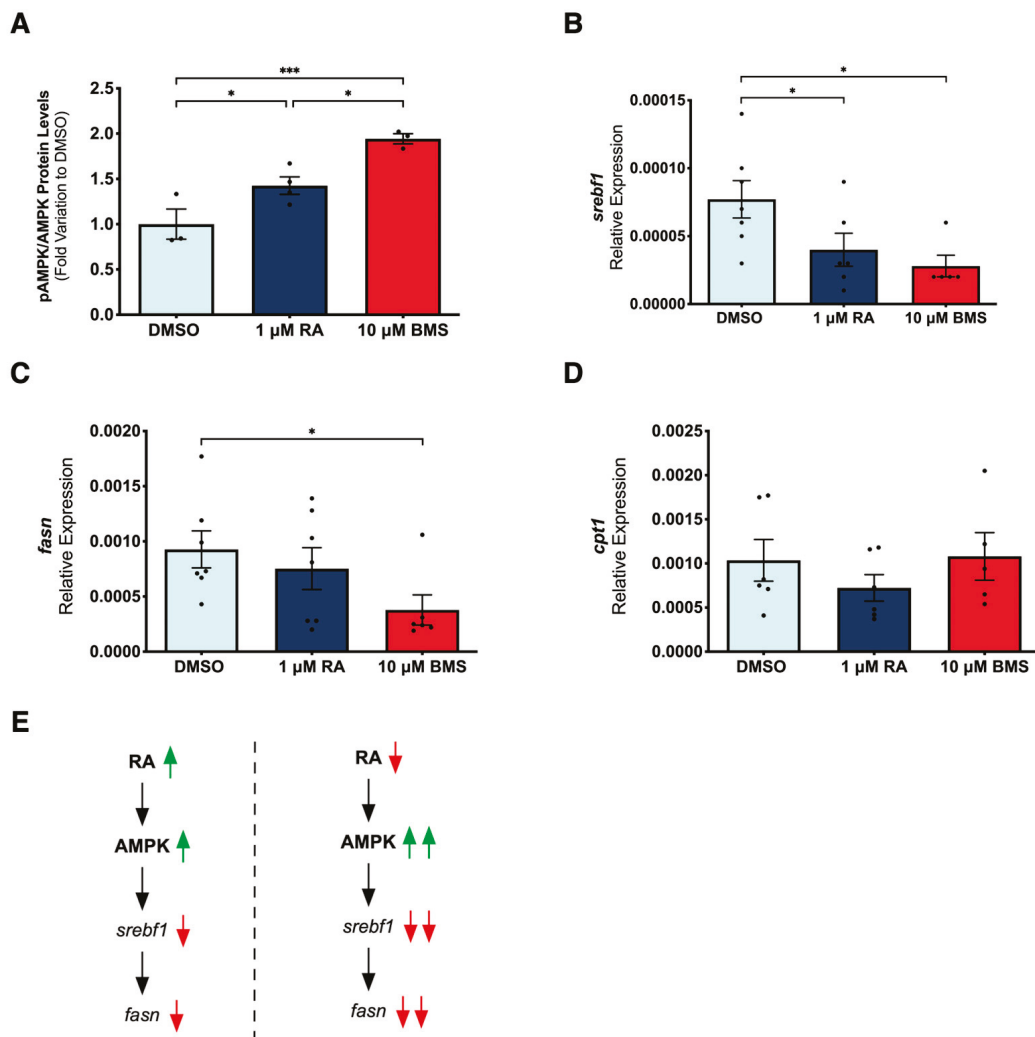 A
pAMPK/AMPK Protein Levels
(Fold Variation to DMSO)
2.5
2.0
1.5
1.0
0.5
0.0
***
*
*
DMSO
1 µM RA
10 µM BMS
B
srebf1
Relative Expression
0.00015
0.00010
0.00005
0.00000
*
*
DMSO
1 µM RA
10 µM BMS
C
fasn
Relative Expression
0.0020
0.0015
0.0010
0.0005
0.0000
*
DMSO
1 µM RA
10 µM BMS
D
cpt1
Relative Expression
0.0025
0.0020
0.0015
0.0010
0.0005
0.0000
DMSO
1 µM RA
10 µM BMS
E
RA
AMPK
srebf1
fasn
RA
AMPK
srebf1
fasn